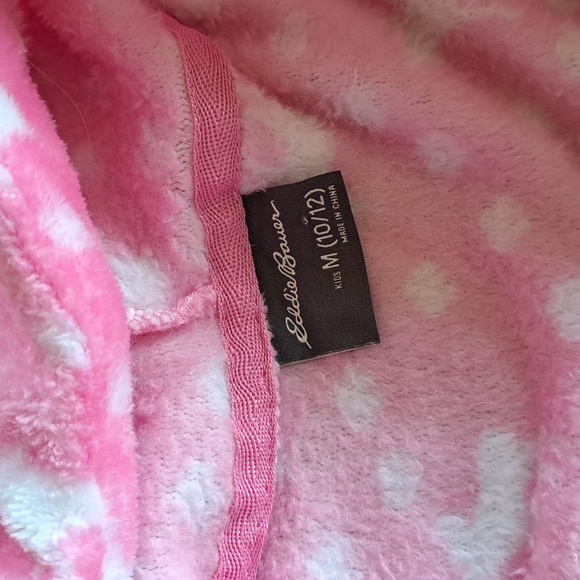 Eddie Bauer
KIDS M (10/12)
MADE IN CHINA